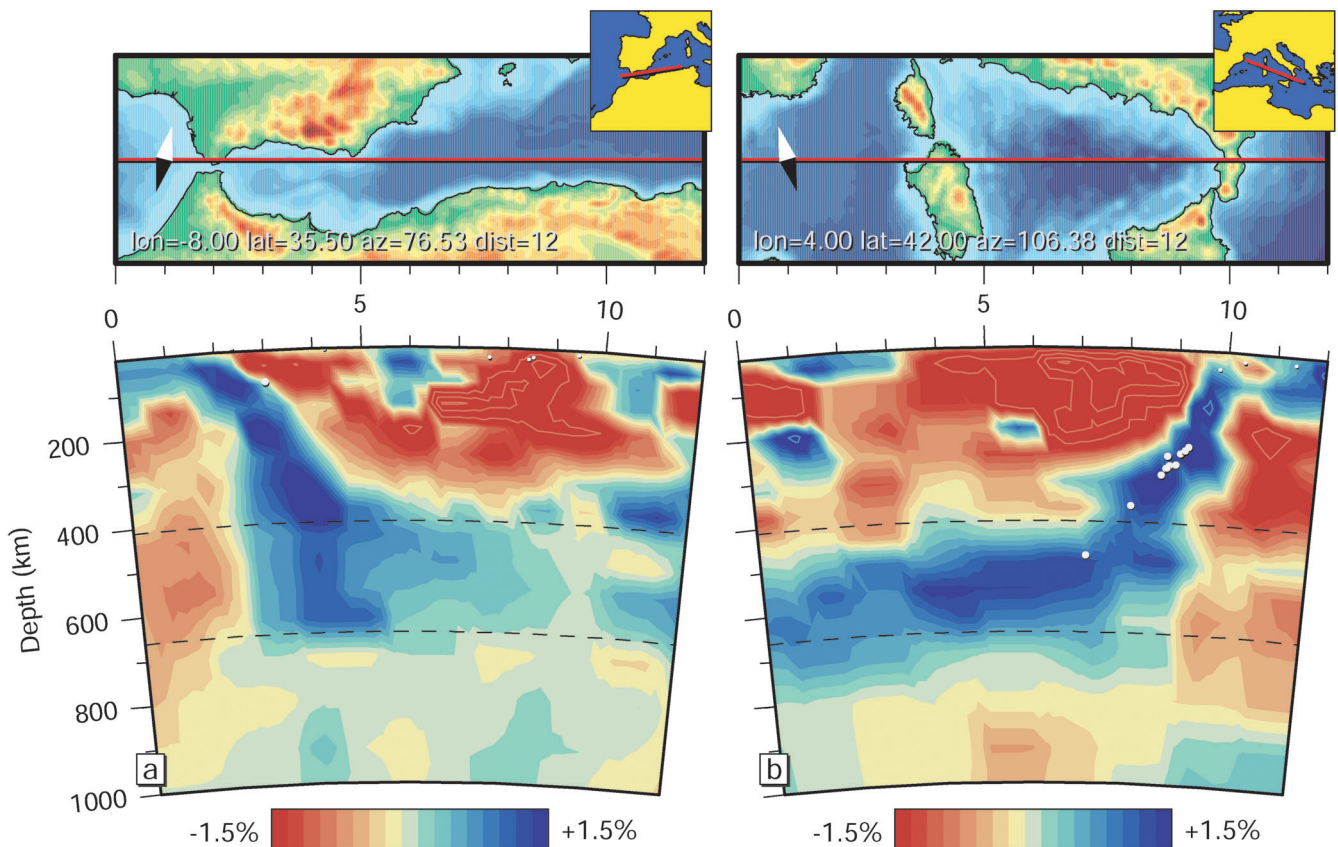 lon=-8.00 lat=35.50 az=76.53 dist=12
lon=4.00 lat=42.00 az=106.38 dist=12
0 5 10
0 5 10
200
400
600
800
1000
Depth (km)
a
b
-1.5% +1.5%
-1.5% +1.5%